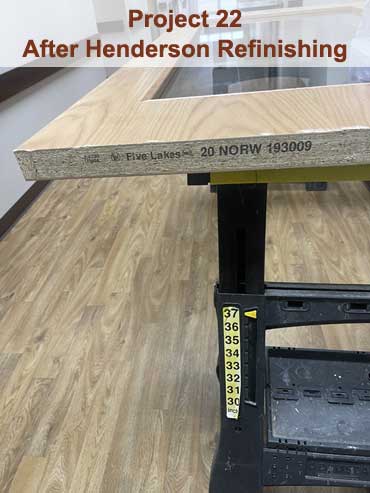 Project 22
After Henderson Refinishing
Five Lakes 20 NORW 193009
37
36
35
34
33
32
31
30